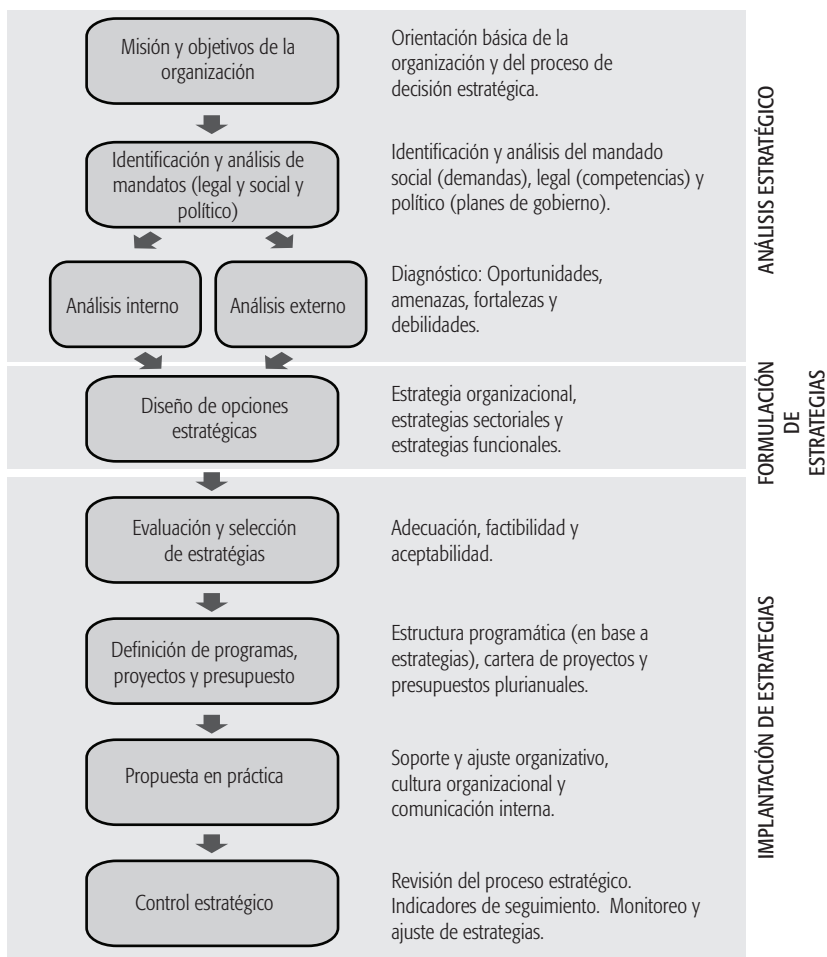 Misión y objetivos de la
organización
Orientación básica de la
organización y del proceso de
decisión estratégica.
Identificación y análisis de
mandatos (legal y social y
político)
Identificación y análisis del mandado
social (demandas), legal (competencias) y
político (planes de gobierno).
Análisis interno
Análisis externo
Diagnóstico: Oportunidades,
amenazas, fortalezas y
debilidades.
ANÁLISIS ESTRATÉGICO
Diseño de opciones
estratégicas
Estrategia organizacional,
estrategias sectoriales y
estrategias funcionales.
FORMULACIÓN
DE
ESTRATEGIAS
Evaluación y selección
de estratégias
Adecuación, factibilidad y
aceptabilidad.
Definición de programas,
proyectos y presupuesto
Estructura programática (en base a
estrategias), cartera de proyectos y
presupuestos plurianuales.
Propuesta en práctica
Soporte y ajuste organizativo,
cultura organizacional y
comunicación interna.
Control estratégico
Revisión del proceso estratégico.
Indicadores de seguimiento. Monitoreo y
ajuste de estrategias.
IMPLANTACIÓN DE ESTRATEGIAS